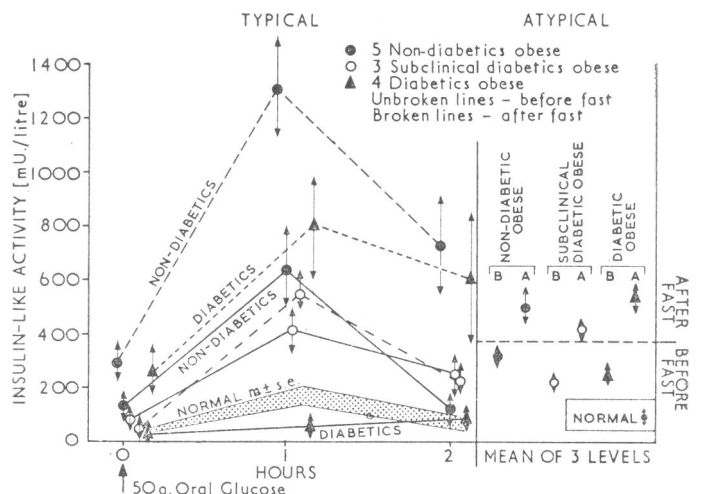 TYPICAL
ATYPICAL
5 Non-diabetics obese
3 Subclinical diabetics obese
4 Diabetics obese
Unbroken lines - before fast
Broken lines - after fast
INSULIN-LIKE ACTIVITY [mU./litre]
1400
1200
1000
800
600
400
200
0
NON-DIABETICS
DIABETICS
NON-DIABETICS
NORMAL m ± s e
DIABETICS
NON-DIABETIC
OBESE
SUBCLINICAL
DIABETIC OBESE
DIABETIC
OBESE
B A B A B A
AFTER
FAST
BEFORE
FAST
NORMAL
0 1 2
HOURS
MEAN OF 3 LEVELS
50g. Oral Glucose